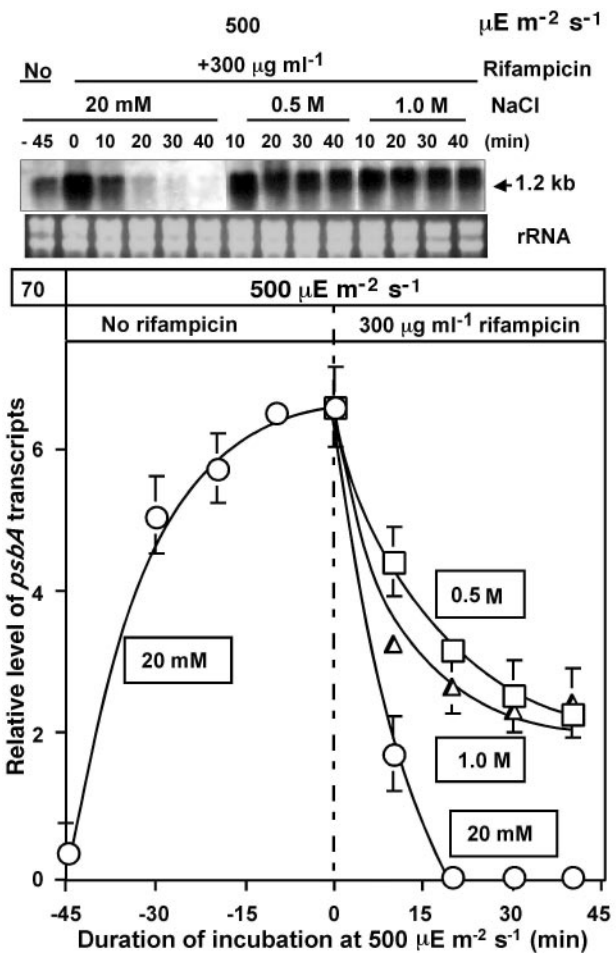 500 μE m-2 s-1
No +300 μg ml-1 Rifampicin
20 mM 0.5 M 1.0 M NaCl
- 45 0 10 20 30 40 10 20 30 40 10 20 30 40 (min)
1.2 kb
rRNA
70 500 μE m-2 s-1
No rifampicin 300 μg ml-1 rifampicin
6
4
2
0
Relative level of psbA transcripts
0.5 M
20 mM
1.0 M
20 mM
-45 -30 -15 0 15 30 45
Duration of incubation at 500 μE m-2 s-1 (min)